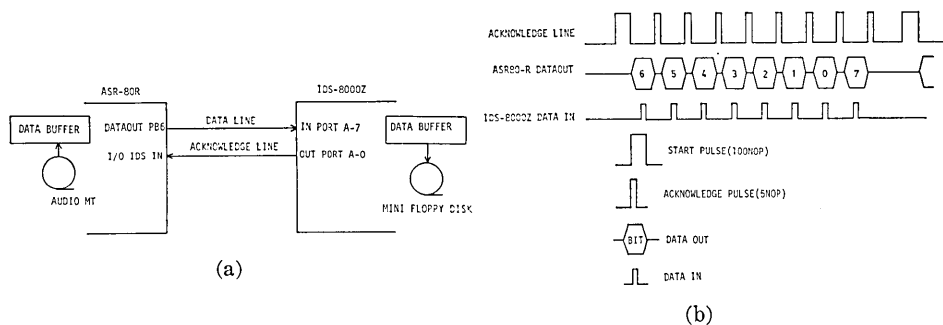 ASR-80R
IDS-8000Z
DATA BUFFER
DATAOUT PB6
DATA LINE
IN PORT A-7
DATA BUFFER
I/O IDS IN
ACKNOWLEDGE LINE
OUT PORT A-0
AUDIO MT
MINI FLOPPY DISK
(a)
ACKNOWLEDGE LINE
ASR80-R DATAOUT
6 5 4 3 2 1 0 7
IDS-8000Z DATA IN
START PULSE(100NOP)
ACKNOWLEDGE PULSE(5NOP)
BIT
DATA OUT
DATA IN
(b)